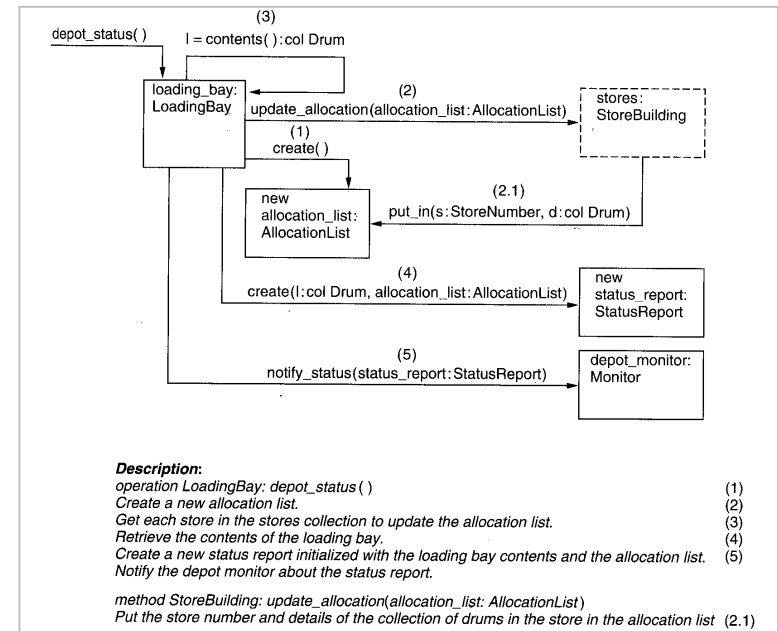 (3)
depot_status( )
l = contents( ) : col Drum
loading_bay:
LoadingBay
(2)
update_allocation(allocation_list:AllocationList)
stores:
StoreBuilding
(1)
create( )
new
allocation_list:
AllocationList
(2.1)
put_in(s:StoreNumber, d:col Drum)
(4)
create(l:col Drum, allocation_list:AllocationList)
new
status_report:
StatusReport
(5)
notify_status(status_report:StatusReport)
depot_monitor:
Monitor
Description:
operation LoadingBay: depot_status ( ) (1)
Create a new allocation list. (2)
Get each store in the stores collection to update the allocation list. (3)
Retrieve the contents of the loading bay. (4)
Create a new status report initialized with the loading bay contents and the allocation list. (5)
Notify the depot monitor about the status report.
method StoreBuilding: update_allocation(allocation_list: AllocationList)
Put the store number and details of the collection of drums in the store in the allocation list (2.1)